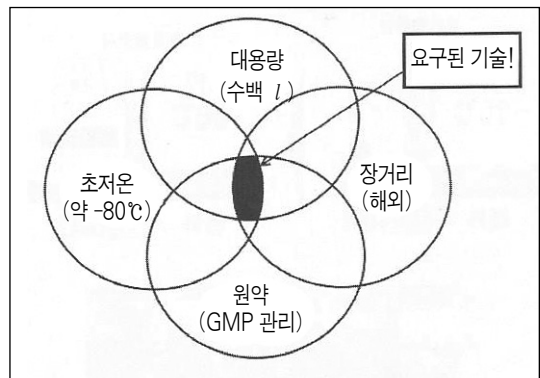 대용량
(수백 l)
요구된 기술!
초저온
(약 -80℃)
장거리
(해외)
원약
(GMP 관리)